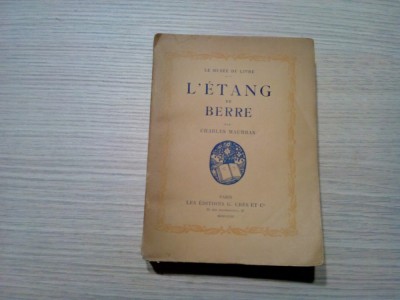 LE MUSÉE DU LIVRE
L'ÉTANG
DE
BERRE
PAR
CHARLES MAURRAS
PARIS
LES ÉDITIONS G. CRÈS ET Cie